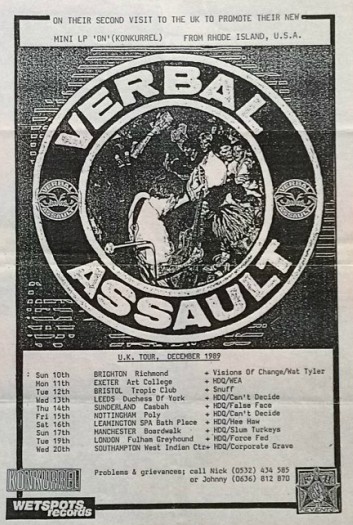 ON THEIR SECOND VISIT TO THE UK TO PROMOTE THEIR NEW
MINI LP 'ON'(KONKURREL) FROM RHODE ISLAND, U.S.A.
VERBAL
VERBAL ASSAULT
VERBAL ASSAULT
ASSAULT
U.K. TOUR, DECEMBER 1989
Sun 10th BRIGHTON Richmond + Visions Of Change/Wat Tyler
Mon 11th EXETER Art College + HDQ/WEA
Tue 12th BRISTOL Tropic Club + Snuff
Wed 13th LEEDS Duchess Of York + HDQ/Can't Decide
Thu 14th SUNDERLAND Casbah + HDQ/False Face
Fri 15th NOTTINGHAM Poly + HDQ/Can't Decide
Sat 16th LEAMINGTON SPA Bath Place + HDQ/Hee Haw
Sun 17th MANCHESTER Boardwalk + HDQ/Slum Turkeys
Tue 19th LONDON Fulham Greyhound + HDQ/Force Fed
Wed 20th SOUTHAMPTON West Indian Ctr + HDQ/Corporate Grave
KONKURREL
Problems & grievances; call Nick (0532) 434 585
or Johnny (0636) 812 870
WETSPOTS
records